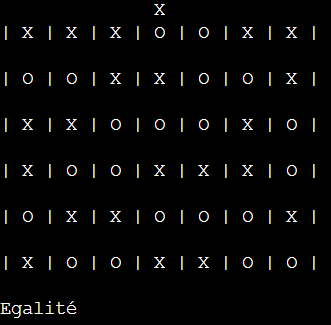 X
| X | X | X | O | O | X | X |
| O | O | X | X | O | O | X |
| X | X | O | O | O | X | O |
| X | O | O | X | X | X | O |
| O | X | X | O | O | O | X |
| X | O | O | X | X | O | O |
Egalité